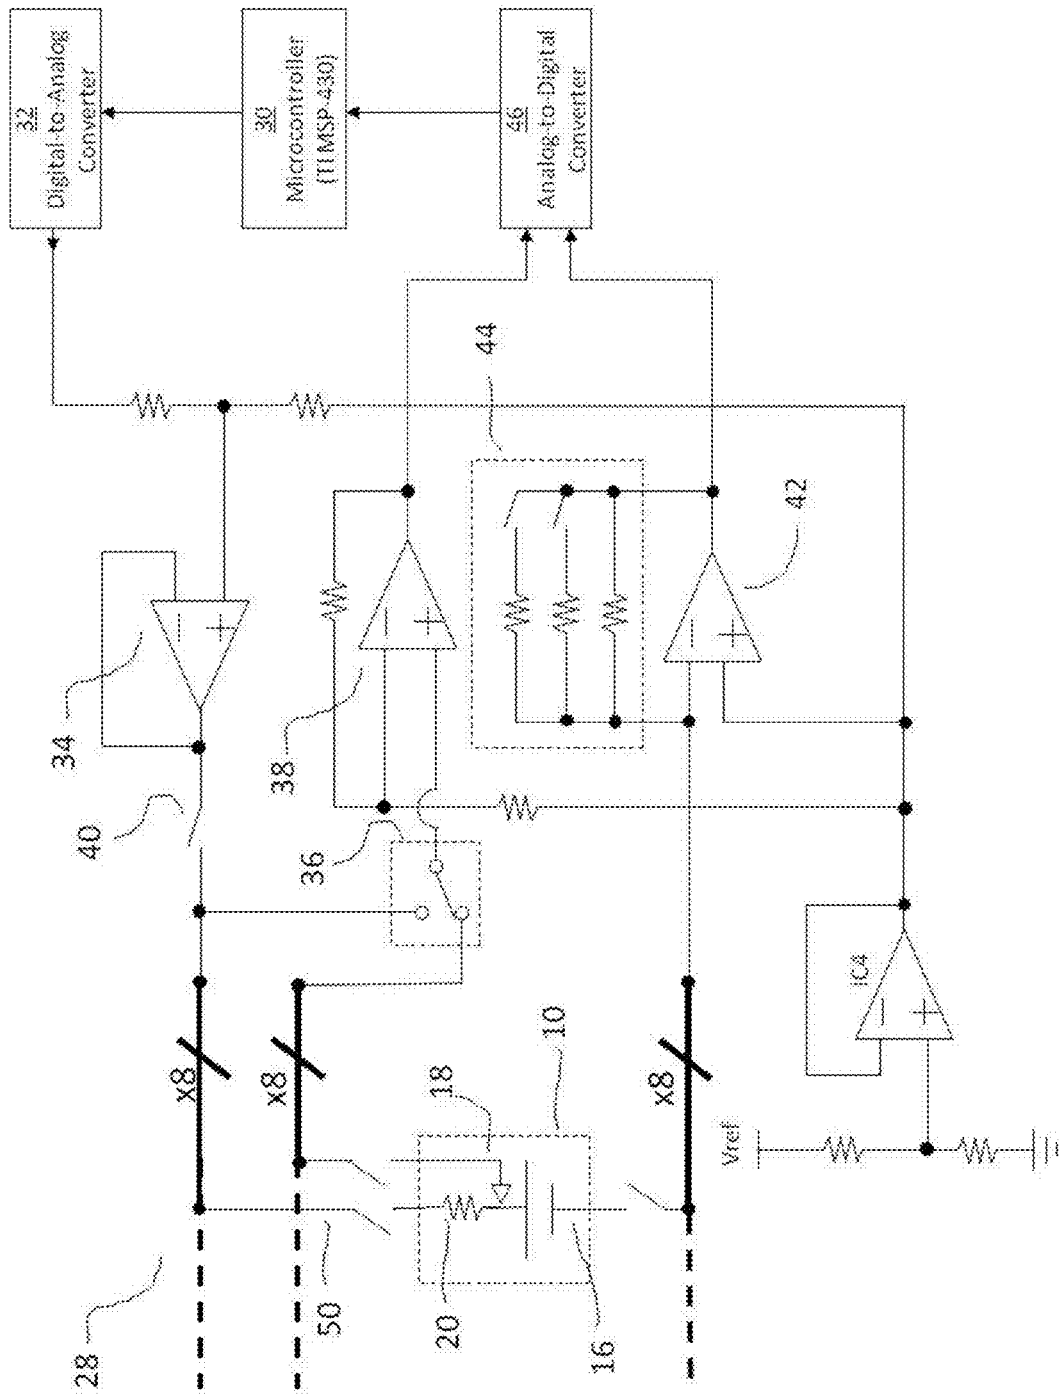 32
Digital-to-Analog
Converter
30
Microcontroller
(TI MSP-430)
46
Analog-to-Digital
Converter
44
42
34
38
40
36
x8
x8
x8
IC4
10
18
Vref
28
50
20
16